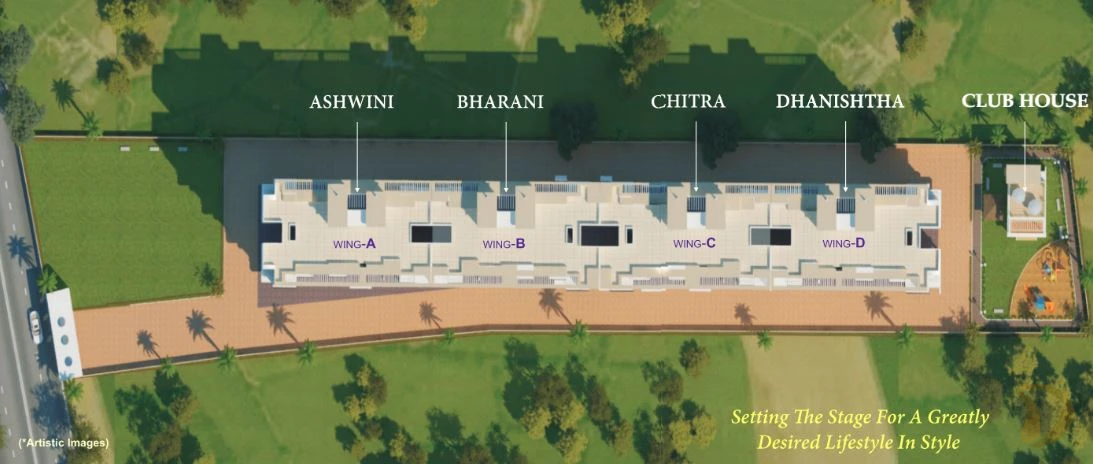 ASHWINI
BHARANI
CHITRA
DHANISHTHA
CLUB HOUSE
WING-A
WING-B
WING-C
WING-D
Setting The Stage For A Greatly
Desired Lifestyle In Style
(*Artistic Images)